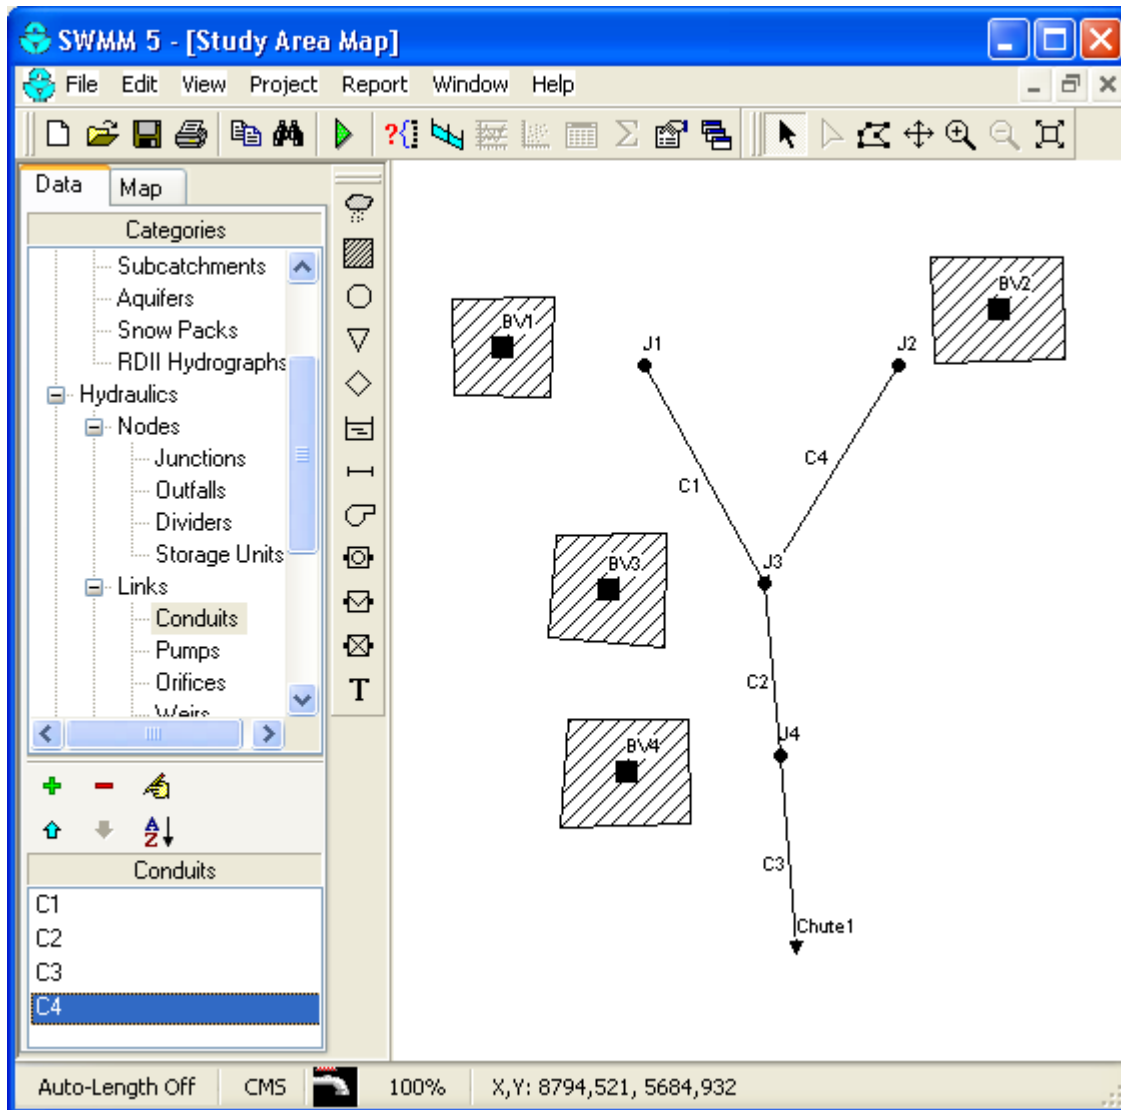 SWMM 5 - [Study Area Map]
File Edit View Project Report Window Help
Data Map
Categories
Subcatchments
Aquifers
Snow Packs
RDII Hydrographs
Hydraulics
Nodes
Junctions
Outfalls
Dividers
Storage Units
Links
Conduits
Pumps
Orifices
Weirs
T
A
Z
Conduits
C1
C2
C3
C4
BV1
BV2
J1
J2
C1
C4
BV3
J3
C2
BV4
J4
C3
Chute1
Auto-Length Off CMS 100% X,Y: 8794,521, 5684,932